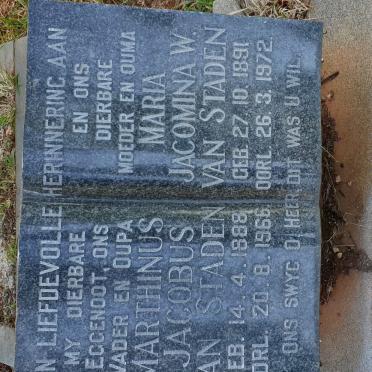 N LIEFDEVOLLE HERINNERING AAN
MY DIERBARE
EGGENOOT, ONS
VADER EN OUPA
MARTHINUS
JACOBUS
AN STADEN
EB. 14. 4. 1888
ORL. 20. 8. 1966
EN ONS
DIERBARE
MOEDER EN OUMA
MARIA
JACOMINA W.
VAN STADEN
GEB. 27. 10. 1891
OORL. 26. 3. 1972.
ONS SWYG O! HEER DIT WAS U WIL.